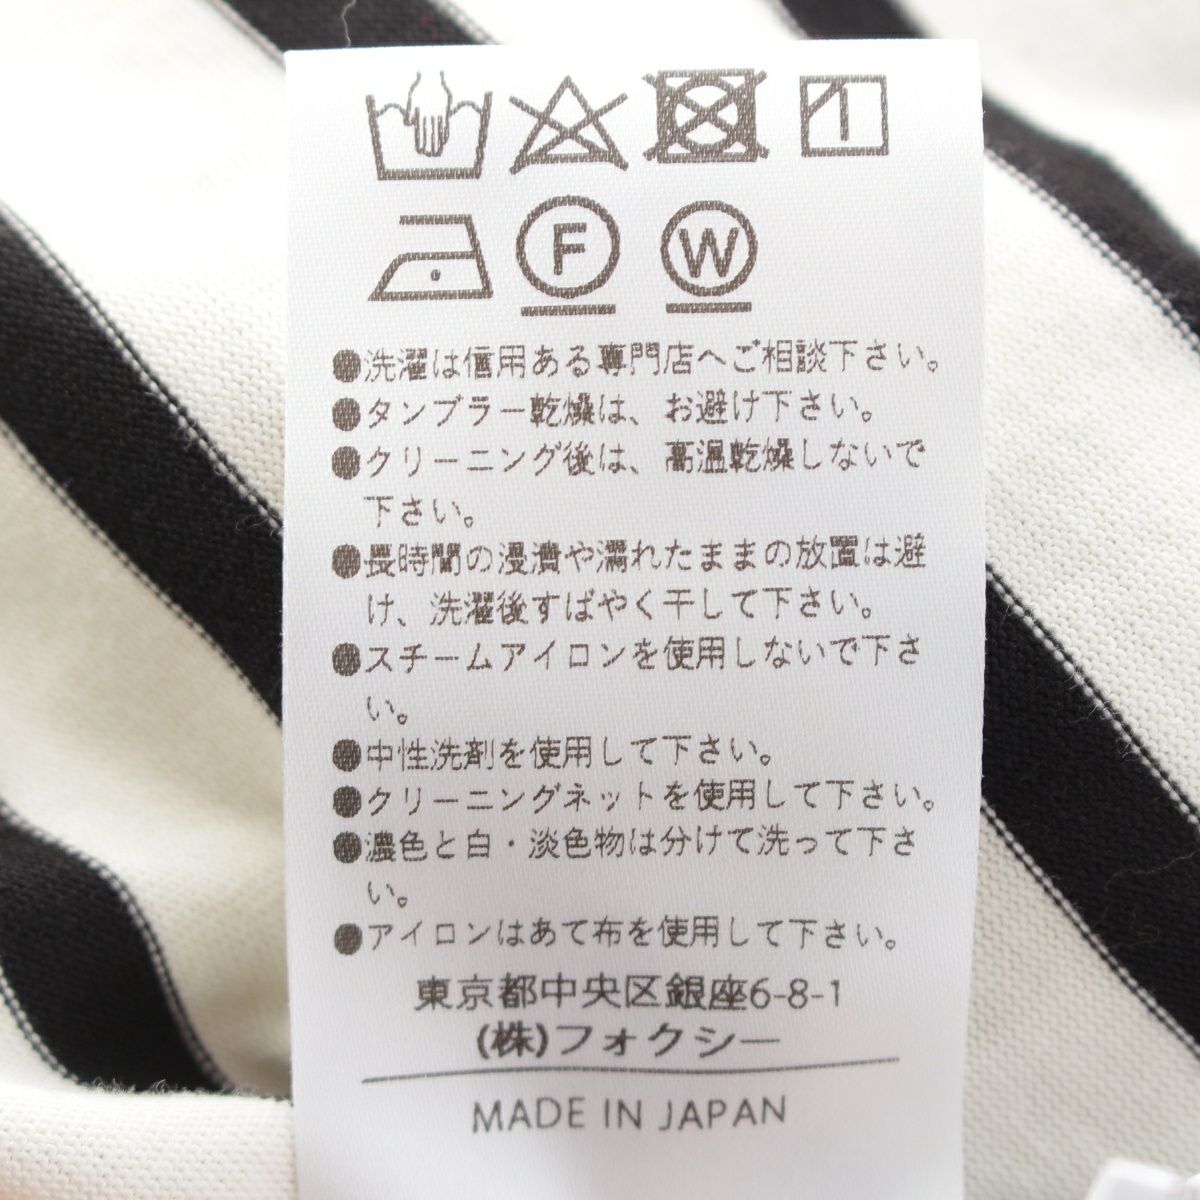 F W
●洗濯は信用ある専門店へご相談下さい。
●タンブラー乾燥は、お避け下さい。
●クリーニング後は、高温乾燥しないで
下さい。
●長時間の浸漬や濡れたままの放置は避
け、洗濯後すばやく干して下さい。
●スチームアイロンを使用しないで下さ
い。
●中性洗剤を使用して下さい。
●クリーニングネットを使用して下さい。
●濃色と白・淡色物は分けて洗って下さ
い。
●アイロンはあて布を使用して下さい。
東京都中央区銀座6-8-1
(株)フォクシー
MADE IN JAPAN